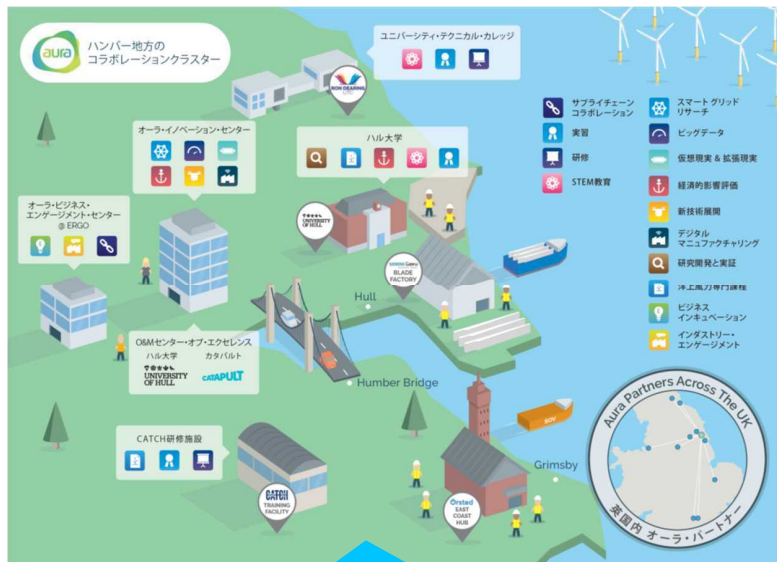 aura
ハンバー地方の
コラボレーションクラスター
ユニバーシティ・テクニカル・カレッジ
RON DEARING
UTC
オーラ・イノベーション・センター
ハル大学
オーラ・ビジネス・
エンゲージメント・センター
@ ERGO
UNIVERSITY
OF HULL
SIEMENS Gamesa
BLADE
FACTORY
Hull
O&Mセンター・オブ・エクセレンス
ハル大学
カタパルト
UNIVERSITY
OF HULL
CATAPULT
Humber Bridge
CATCH研修施設
CATCH
TRAINING
FACILITY
SOV
Grimsby
Orsted
EAST
COAST
HUB
サプライチェーン
コラボレーション
実習
研修
STEM教育
スマート グリッド
リサーチ
ビッグデータ
仮想現実 & 拡張現実
経済的影響評価
新技術展開
デジタル
マニュファクチャリング
研究開発と実証
洋上風力専門課程
ビジネス
インキュベーション
インダストリー・
エンゲージメント
Aura Partners Across The UK
英国内 オーラ・パートナー